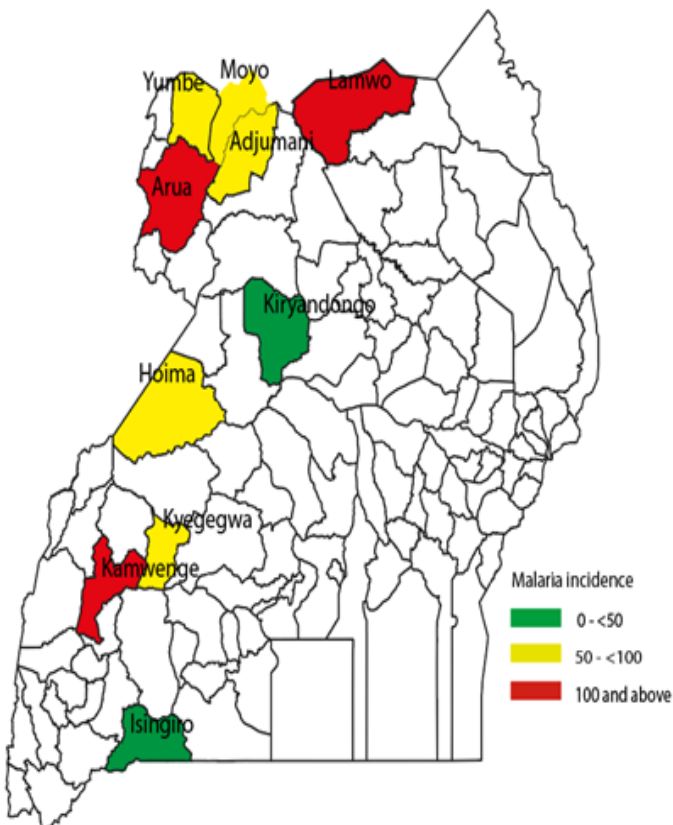 Moyo
Yumbe
Lamwo
Adjumani
Arua
Kiryandongo
Hoima
Kyegegwa
Kamwenge
Isingiro
Malaria incidence
0 - <50
50 - <100
100 and above